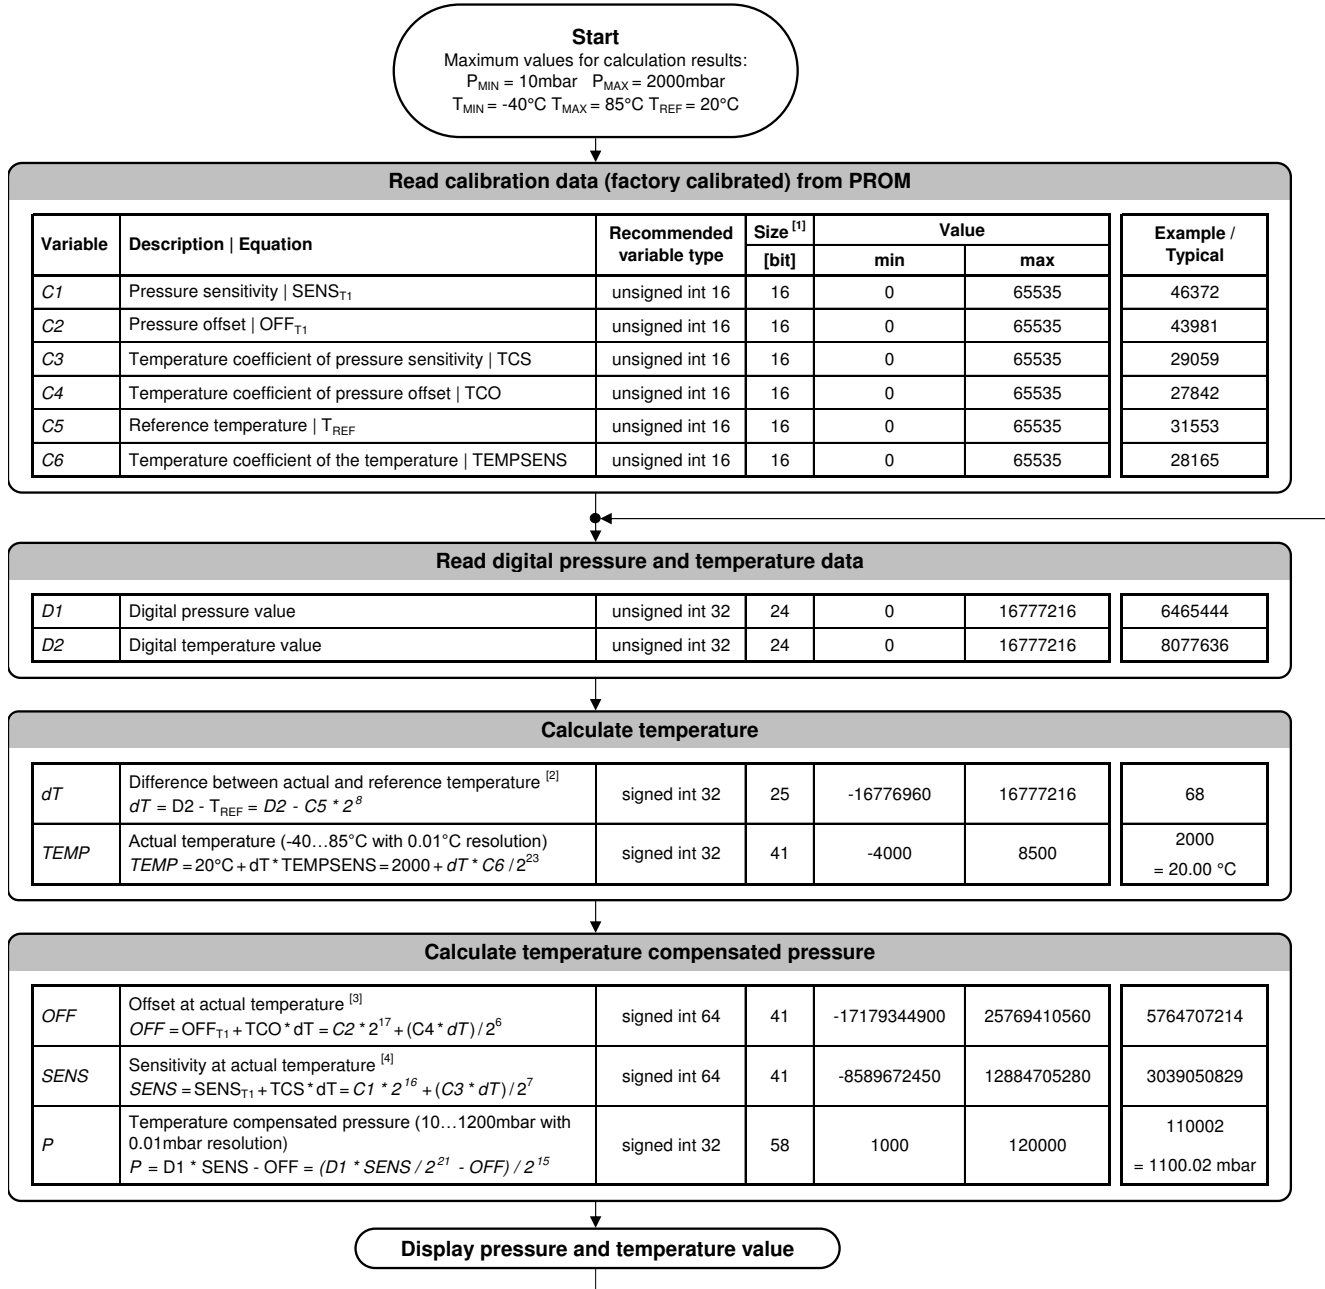 Start
Maximum values for calculation results:
P_MIN = 10mbar P_MAX = 2000mbar
T_MIN = -40°C T_MAX = 85°C T_REF = 20°C
Read calibration data (factory calibrated) from PROM
Variable | Description | Equation | Recommended variable type | Size [1] [bit] | Value min max | Example / Typical
C1 Pressure sensitivity | SENS_T1 unsigned int 16 16 0 65535 46372
C2 Pressure offset | OFF_T1 unsigned int 16 16 0 65535 43981
C3 Temperature coefficient of pressure sensitivity | TCS unsigned int 16 16 0 65535 29059
C4 Temperature coefficient of pressure offset | TCO unsigned int 16 16 0 65535 27842
C5 Reference temperature | T_REF unsigned int 16 16 0 65535 31553
C6 Temperature coefficient of the temperature | TEMPSENS unsigned int 16 16 0 65535 28165
Read digital pressure and temperature data
D1 Digital pressure value unsigned int 32 24 0 16777216 6465444
D2 Digital temperature value unsigned int 32 24 0 16777216 8077636
Calculate temperature
dT Difference between actual and reference temperature [2]
dT = D2 - T_REF = D2 - C5 * 2^8 signed int 32 25 -16776960 16777216 68
TEMP Actual temperature (-40…85°C with 0.01°C resolution)
TEMP = 20°C + dT * TEMPSENS = 2000 + dT * C6 / 2^23 signed int 32 41 -4000 8500 2000
= 20.00 °C
Calculate temperature compensated pressure
OFF Offset at actual temperature [3]
OFF = OFF_T1 + TCO * dT = C2 * 2^17 + (C4 * dT) / 2^6 signed int 64 41 -17179344900 25769410560 5764707214
SENS Sensitivity at actual temperature [4]
SENS = SENS_T1 + TCS * dT = C1 * 2^16 + (C3 * dT) / 2^7 signed int 64 41 -8589672450 12884705280 3039050829
P Temperature compensated pressure (10…1200mbar with
0.01mbar resolution)
P = D1 * SENS - OFF = (D1 * SENS / 2^21 - OFF) / 2^15 signed int 32 58 1000 120000 110002
= 1100.02 mbar
Display pressure and temperature value